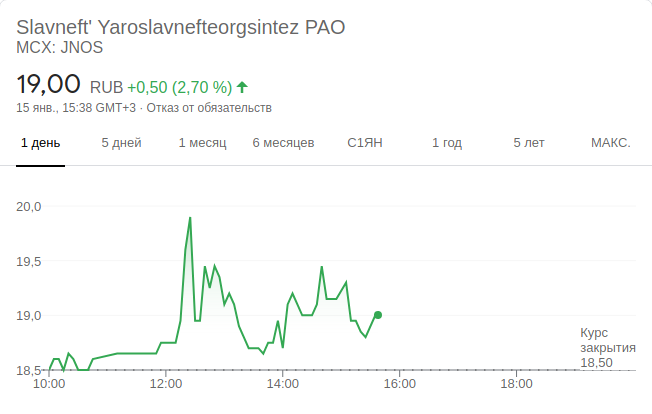 Slavneft' Yaroslavnefteorgsintez PAO
MCX: JNOS
19,00 RUB +0,50 (2,70 %)
15 янв., 15:38 GMT+3 · Отказ от обязательств
1 день 5 дней 1 месяц 6 месяцев С1ЯН 1 год 5 лет МАКС.
20,0
19,5
19,0
Курс
закрытия
18,50
18,5
10:00 12:00 14:00 16:00 18:00